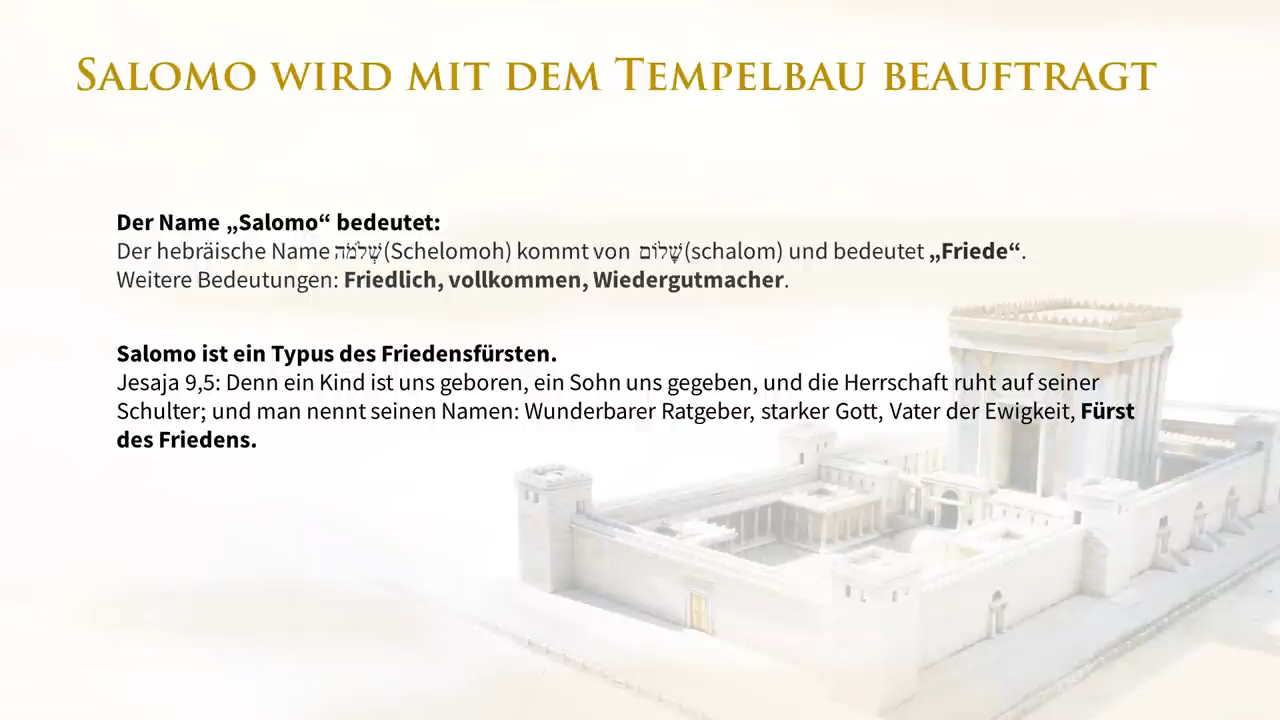 Salomo wird mit dem Tempelbau beauftragt
Der Name „Salomo“ bedeutet:
Der hebräische Name שְׁלֹמֹה (Schelomoh) kommt von שָׁלוֹם (schalom) und bedeutet „Friede“.
Weitere Bedeutungen: Friedlich, vollkommen, Wiedergutmacher.
Salomo ist ein Typus des Friedensfürsten.
Jesaja 9,5: Denn ein Kind ist uns geboren, ein Sohn uns gegeben, und die Herrschaft ruht auf seiner
Schulter; und man nennt seinen Namen: Wunderbarer Ratgeber, starker Gott, Vater der Ewigkeit, Fürst
des Friedens.